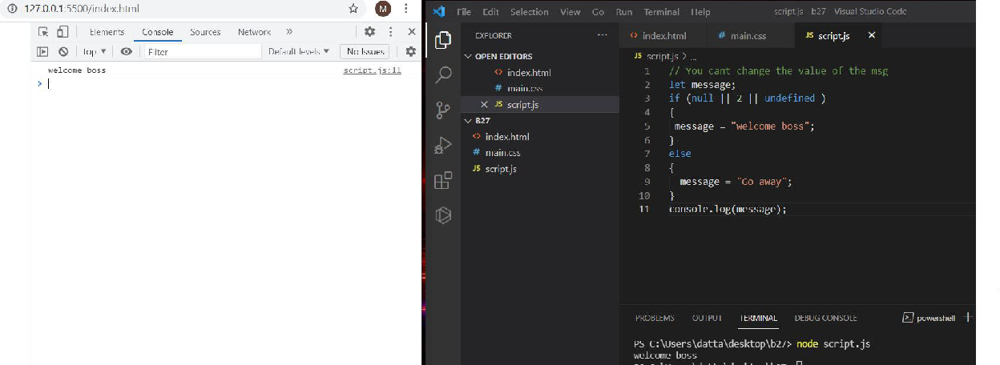 127.0.0.1:5500/index.html
M
Elements Console Sources Network »
top Filter Default levels No Issues
welcome boss script.js:11
File Edit Selection View Go Run Terminal Help script.js - b27 - Visual Studio Code
EXPLORER
OPEN EDITORS
<> index.html
# main.css
JS script.js
B27
<> index.html
# main.css
JS script.js
<> index.html # main.css JS script.js
JS script.js > ...
1 // You cant change the value of the msg
2 let message;
3 if (null || 2 || undefined )
4 {
5 message = "welcome boss";
6 }
7 else
8 {
9 message = "Go away";
10 }
11 console.log(message);
PROBLEMS OUTPUT TERMINAL DEBUG CONSOLE powershell
PS C:\Users\datta\desktop\b27> node script.js
welcome boss